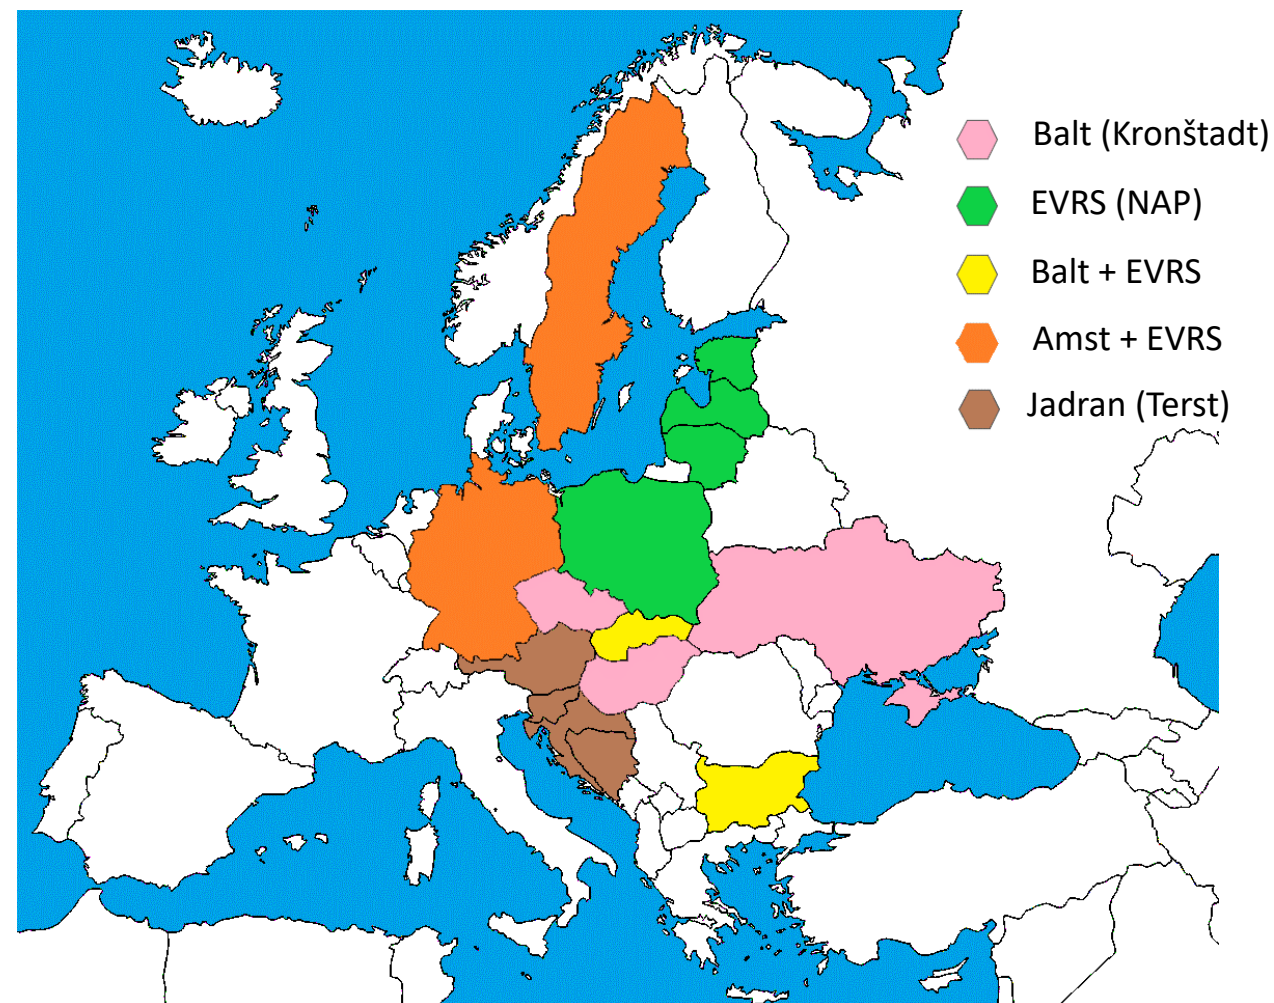 Balt (Kronštadt)
EVRS (NAP)
Balt + EVRS
Amst + EVRS
Jadran (Terst)